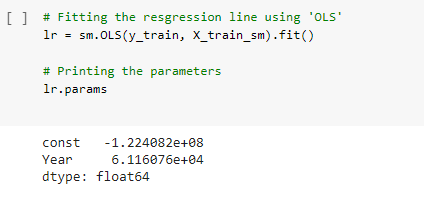 [ ] # Fitting the resgression line using 'OLS'
lr = sm.OLS(y_train, X_train_sm).fit()
# Printing the parameters
lr.params
const -1.224082e+08
Year 6.116076e+04
dtype: float64